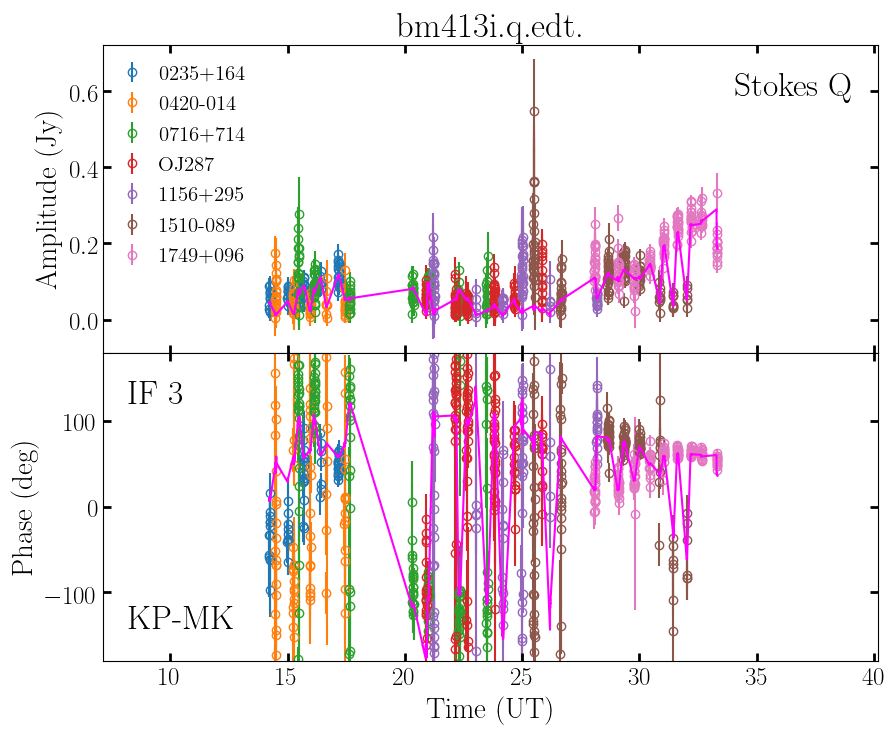 bm413i.q.edt.
Stokes Q
0235+164
0420-014
0716+714
OJ287
1156+295
1510-089
1749+096
Amplitude (Jy)
0.6
0.4
0.2
0.0
IF 3
KP-MK
Phase (deg)
100
0
−100
10
15
20
25
30
35
40
Time (UT)